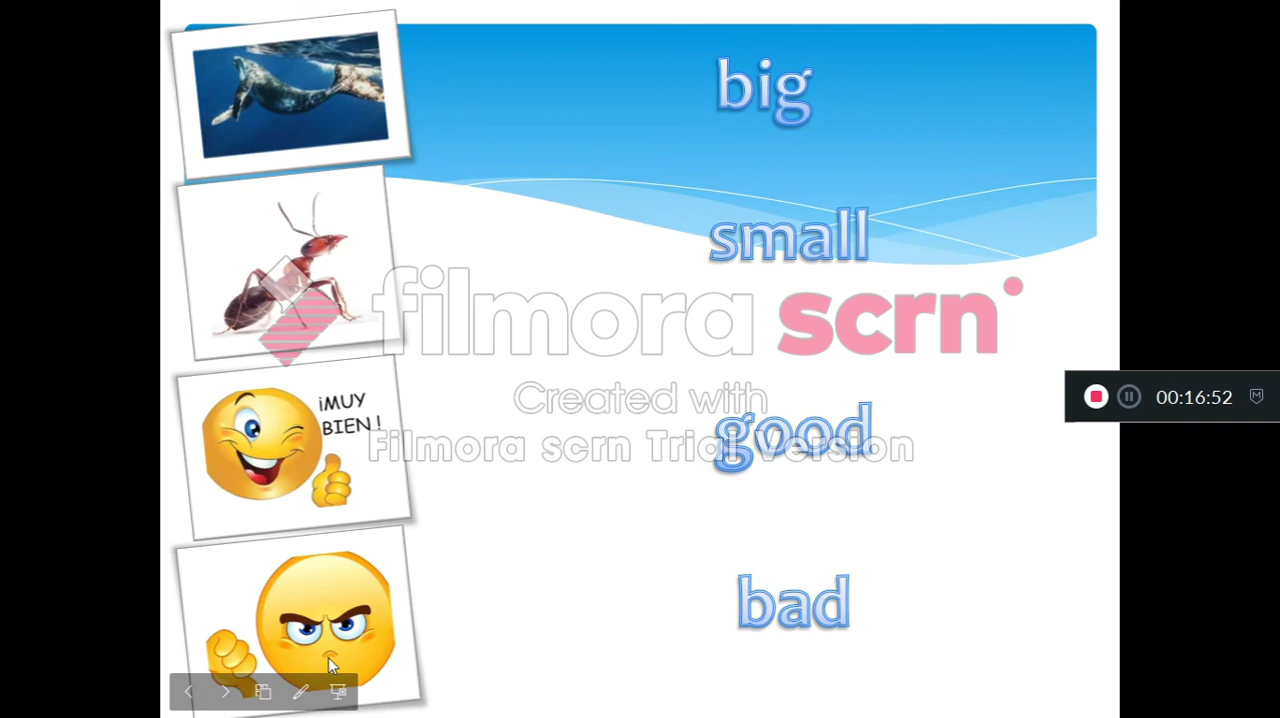 big
small
filmora scrn
¡MUY
BIEN !
Created with
good
Filmora scrn Trial Version
00:16:52
bad